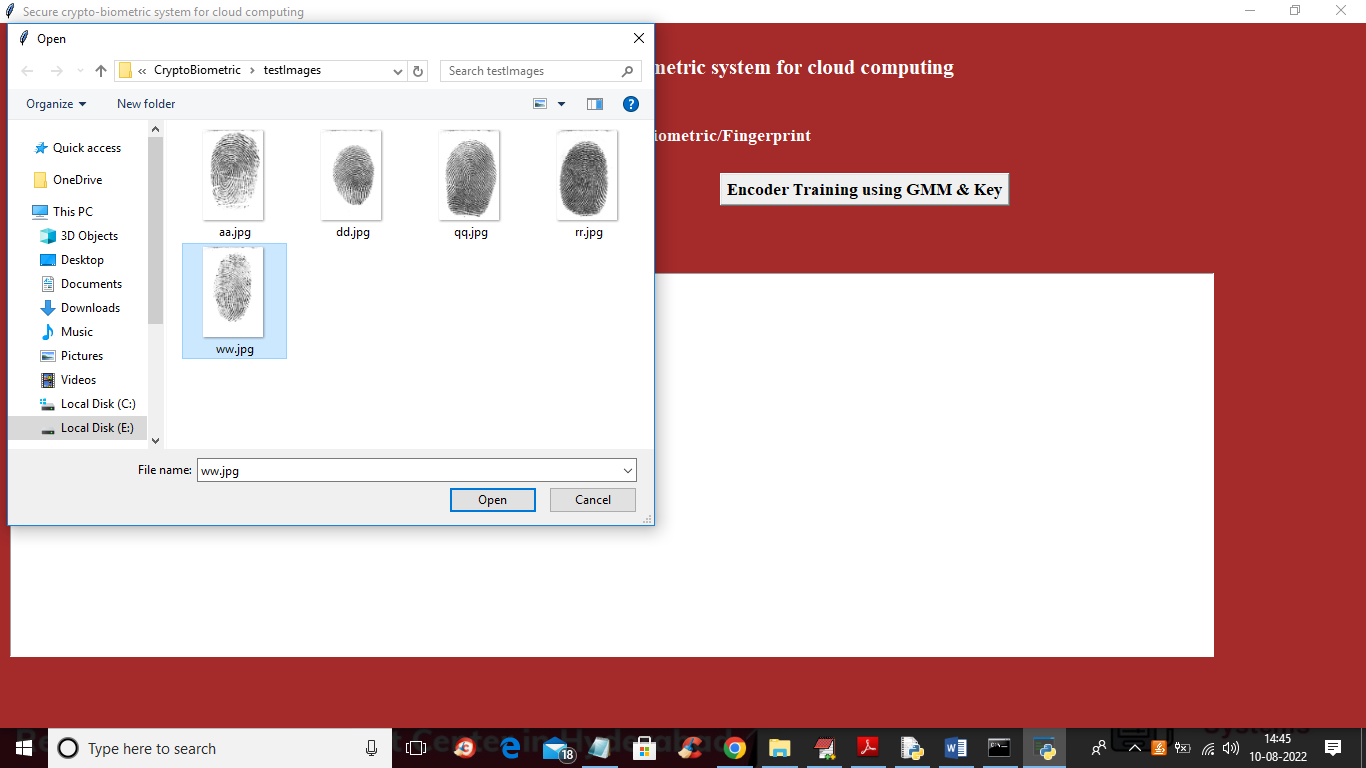 Secure crypto-biometric system for cloud computing
Open
« CryptoBiometric > testImages
Search testImages
Organize
New folder
?
Quick access
OneDrive
This PC
3D Objects
Desktop
Documents
Downloads
Music
Pictures
Videos
Local Disk (C:)
Local Disk (E:)
aa.jpg
dd.jpg
qq.jpg
rr.jpg
ww.jpg
File name: ww.jpg
Open
Cancel
metric system for cloud computing
iometric/Fingerprint
Encoder Training using GMM & Key
Type here to search
18
14:45
10-08-2022